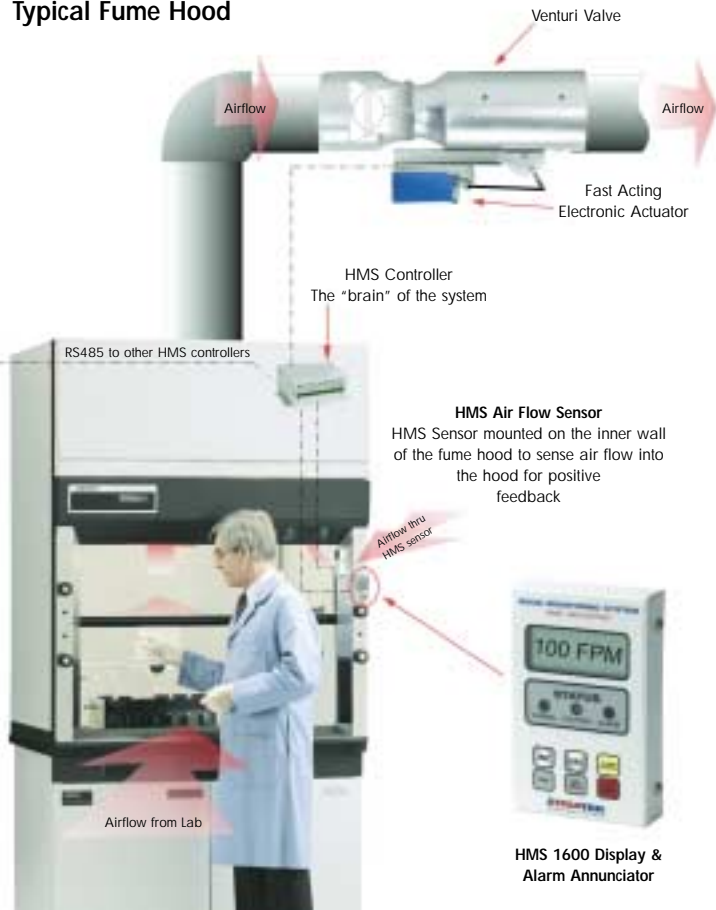 Typical Fume Hood
Venturi Valve
Airflow
Airflow
Fast Acting
Electronic Actuator
HMS Controller
The "brain" of the system
RS485 to other HMS controllers
HMS Air Flow Sensor
HMS Sensor mounted on the inner wall
of the fume hood to sense air flow into
the hood for positive
feedback
Airflow thru
HMS sensor
100 FPM
STATUS
Airflow from Lab
HMS 1600 Display &
Alarm Annunciator